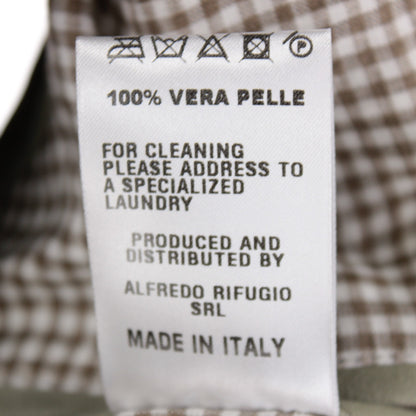 P
100% VERA PELLE
FOR CLEANING
PLEASE ADDRESS TO
A SPECIALIZED
LAUNDRY
PRODUCED AND
DISTRIBUTED BY
ALFREDO RIFUGIO
SRL
MADE IN ITALY